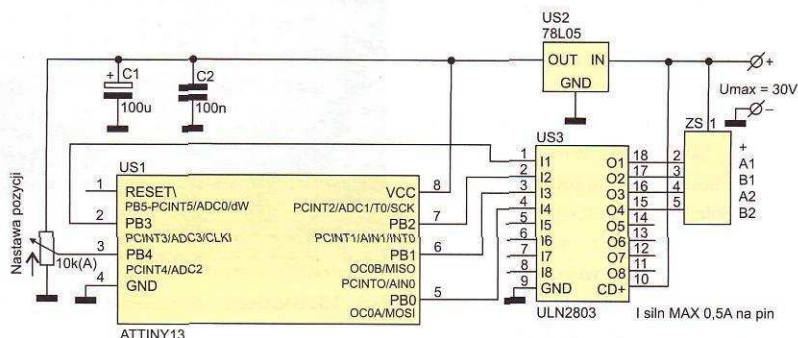 US2
78L05
OUT IN
GND
+
Umax = 30V
–
+ C1
100u
C2
100n
Nastawa pozycji
10k(A)
US1
1 RESET\
PB5-PCINT5/ADC0/dW
2 PB3
PCINT3/ADC3/CLKI
3 PB4
PCINT4/ADC2
4 GND
VCC 8
PCINT2/ADC1/T0/SCK
PB2 7
PCINT1/AIN1/INT0
PB1 6
OC0B/MISO
PCINTO/AIN0
PB0 5
OC0A/MOSI
ATTINY13
US3
1 I1 O1 18
2 I2 O2 17
3 I3 O3 16
4 I4 O4 15
5 I5 O5 14
6 I6 O6 13
7 I7 O7 12
8 I8 O8 11
9 GND CD+ 10
ULN2803
ZS 1
+
2 A1
3 B1
4 A2
5 B2
I siln MAX 0,5A na pin